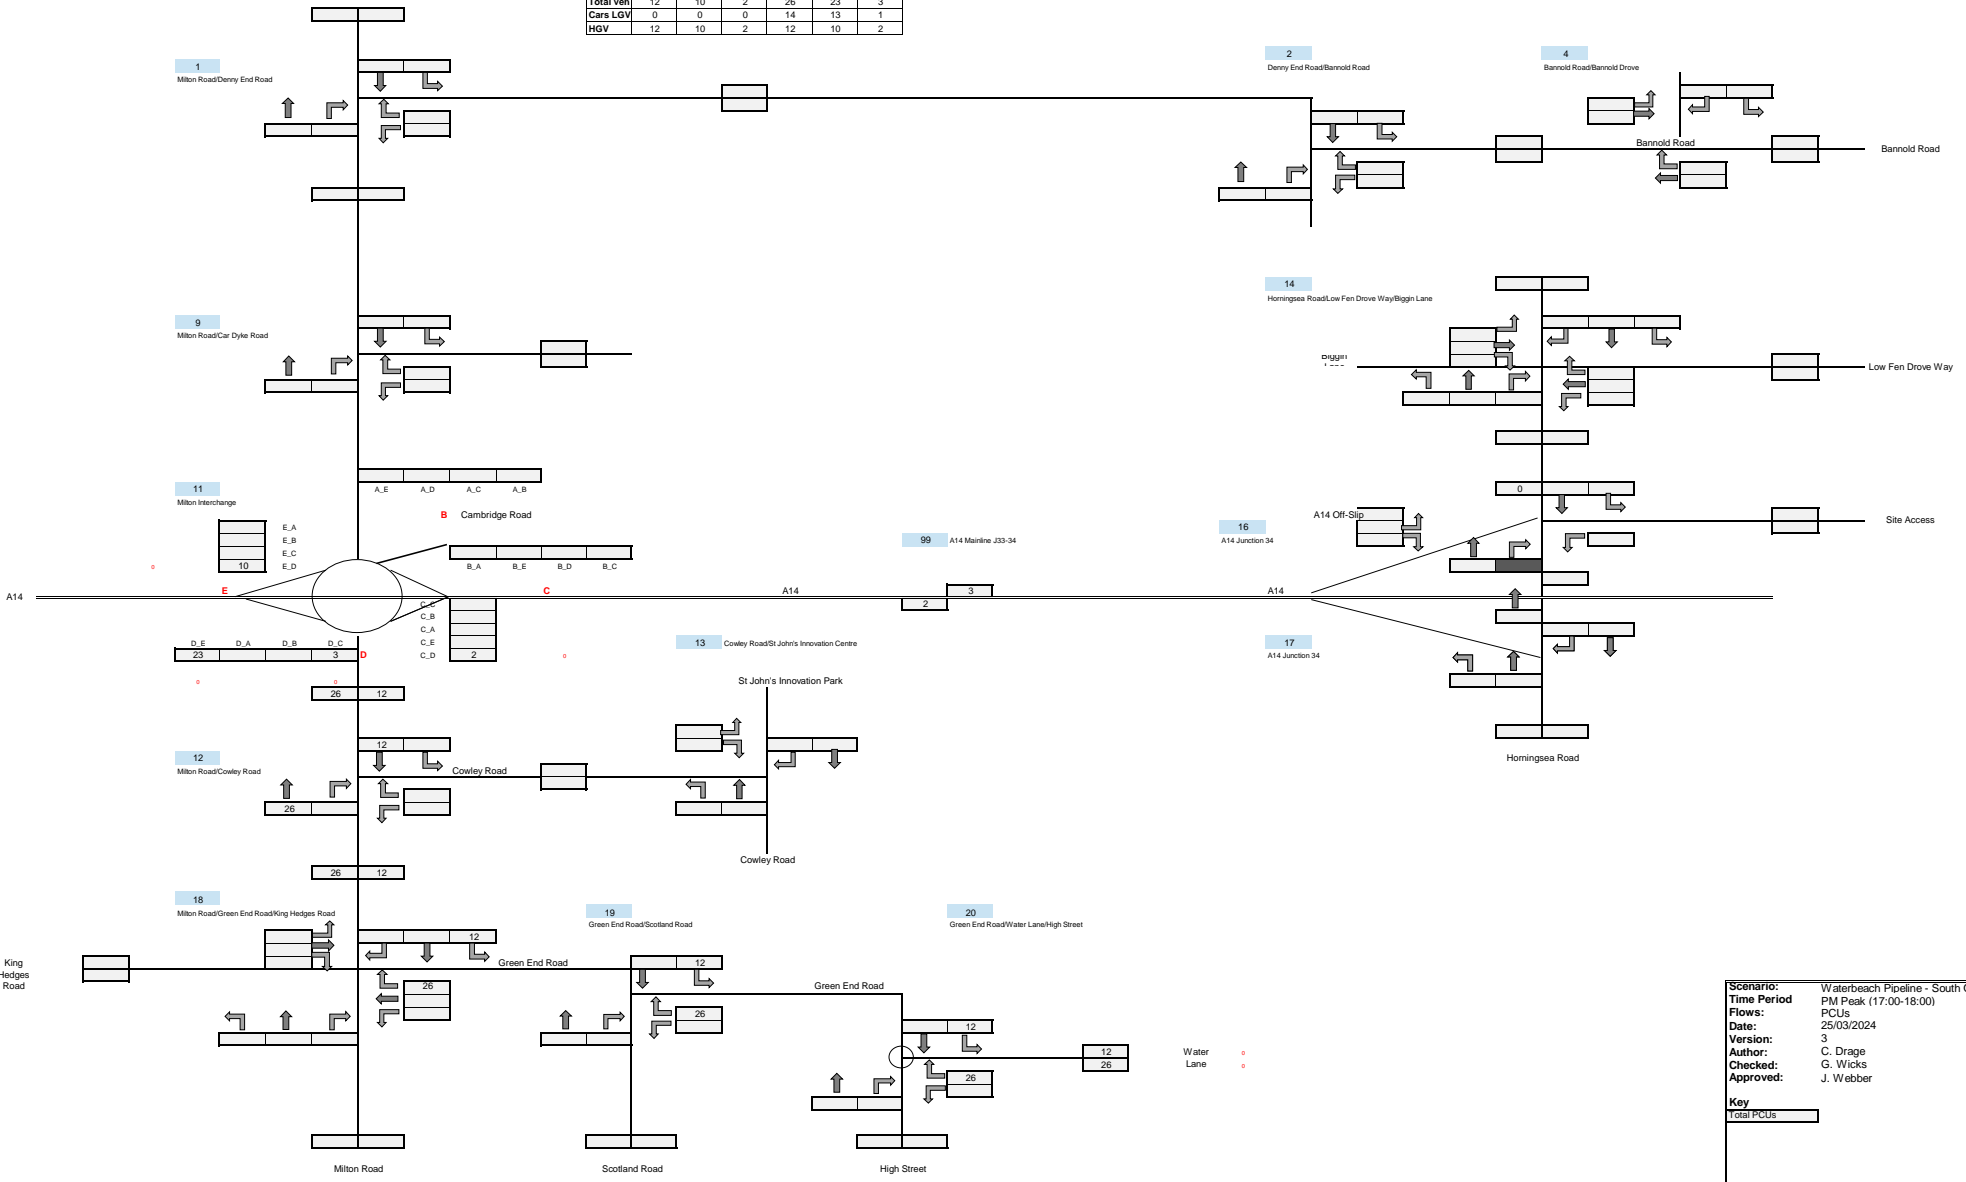 Total Veh 12 10 2 26 23 3
Cars LGV 0 0 0 14 13 1
HGV 12 10 2 12 10 2
1
Milton Road/Denny End Road
2
Denny End Road/Bannold Road
4
Bannold Road/Bannold Drove
Bannold Road
Bannold Road
14
Horningsea Road/Low Fen Drove Way/Biggin Lane
9
Milton Road/Car Dyke Road
Biggin
Low Fen Drove Way
11
Milton Interchange
A_E A_D A_C A_B
B Cambridge Road
E_A
E_B
E_C
10 E_D
B_A B_E B_D B_C
0
99 A14 Mainline J33-34
16
A14 Junction 34
A14 Off-Slip
0
Site Access
A14
E
C
A14
3
2
A14
C_C
C_B
C_A
C_E
C_D 2
0
D_E D_A D_B D_C
23 3 D
0 0
26 12
13 Cowley Road/St John's Innovation Centre
St John's Innovation Park
17
A14 Junction 34
Horningsea Road
12
Milton Road/Cowley Road
12
Cowley Road
26
Cowley Road
26 12
18
Milton Road/Green End Road/King Hedges Road
12
King
Hedges
Road
Green End Road
26
19
Green End Road/Scotland Road
12
26
Green End Road
20
Green End Road/Water Lane/High Street
12
26
12
26
Water 0
Lane 0
Milton Road
Scotland Road
High Street
Scenario: Waterbeach Pipeline - South
Time Period PM Peak (17:00-18:00)
Flows: PCUs
Date: 25/03/2024
Version: 3
Author: C. Drage
Checked: G. Wicks
Approved: J. Webber
Key
Total PCUs